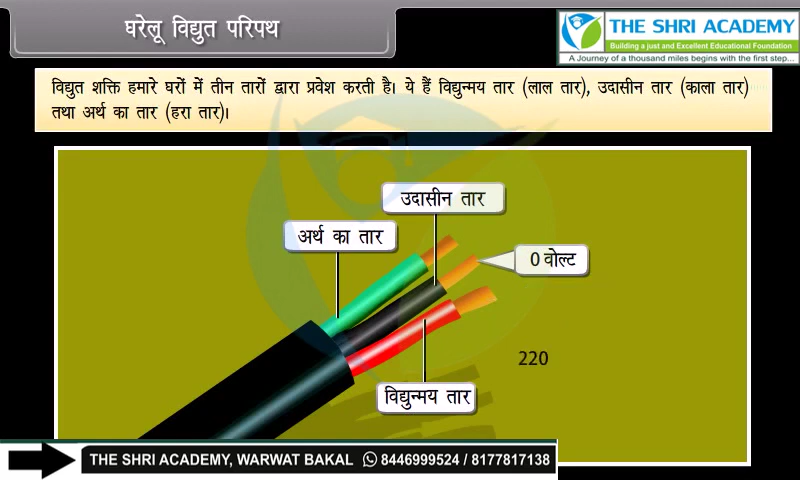 घरेलू विद्युत परिपथ
THE SHRI ACADEMY
Building a just and Excellent Educational Foundation
A Journey of a thousand miles begins with the first step...
विद्युत शक्ति हमारे घरों में तीन तारों द्वारा प्रवेश करती है। ये हैं विद्युन्मय तार (लाल तार), उदासीन तार (काला तार)
तथा अर्थ का तार (हरा तार)।
उदासीन तार
अर्थ का तार
0 वोल्ट
220
विद्युन्मय तार
THE SHRI ACADEMY, WARWAT BAKAL 8446999524 / 8177817138